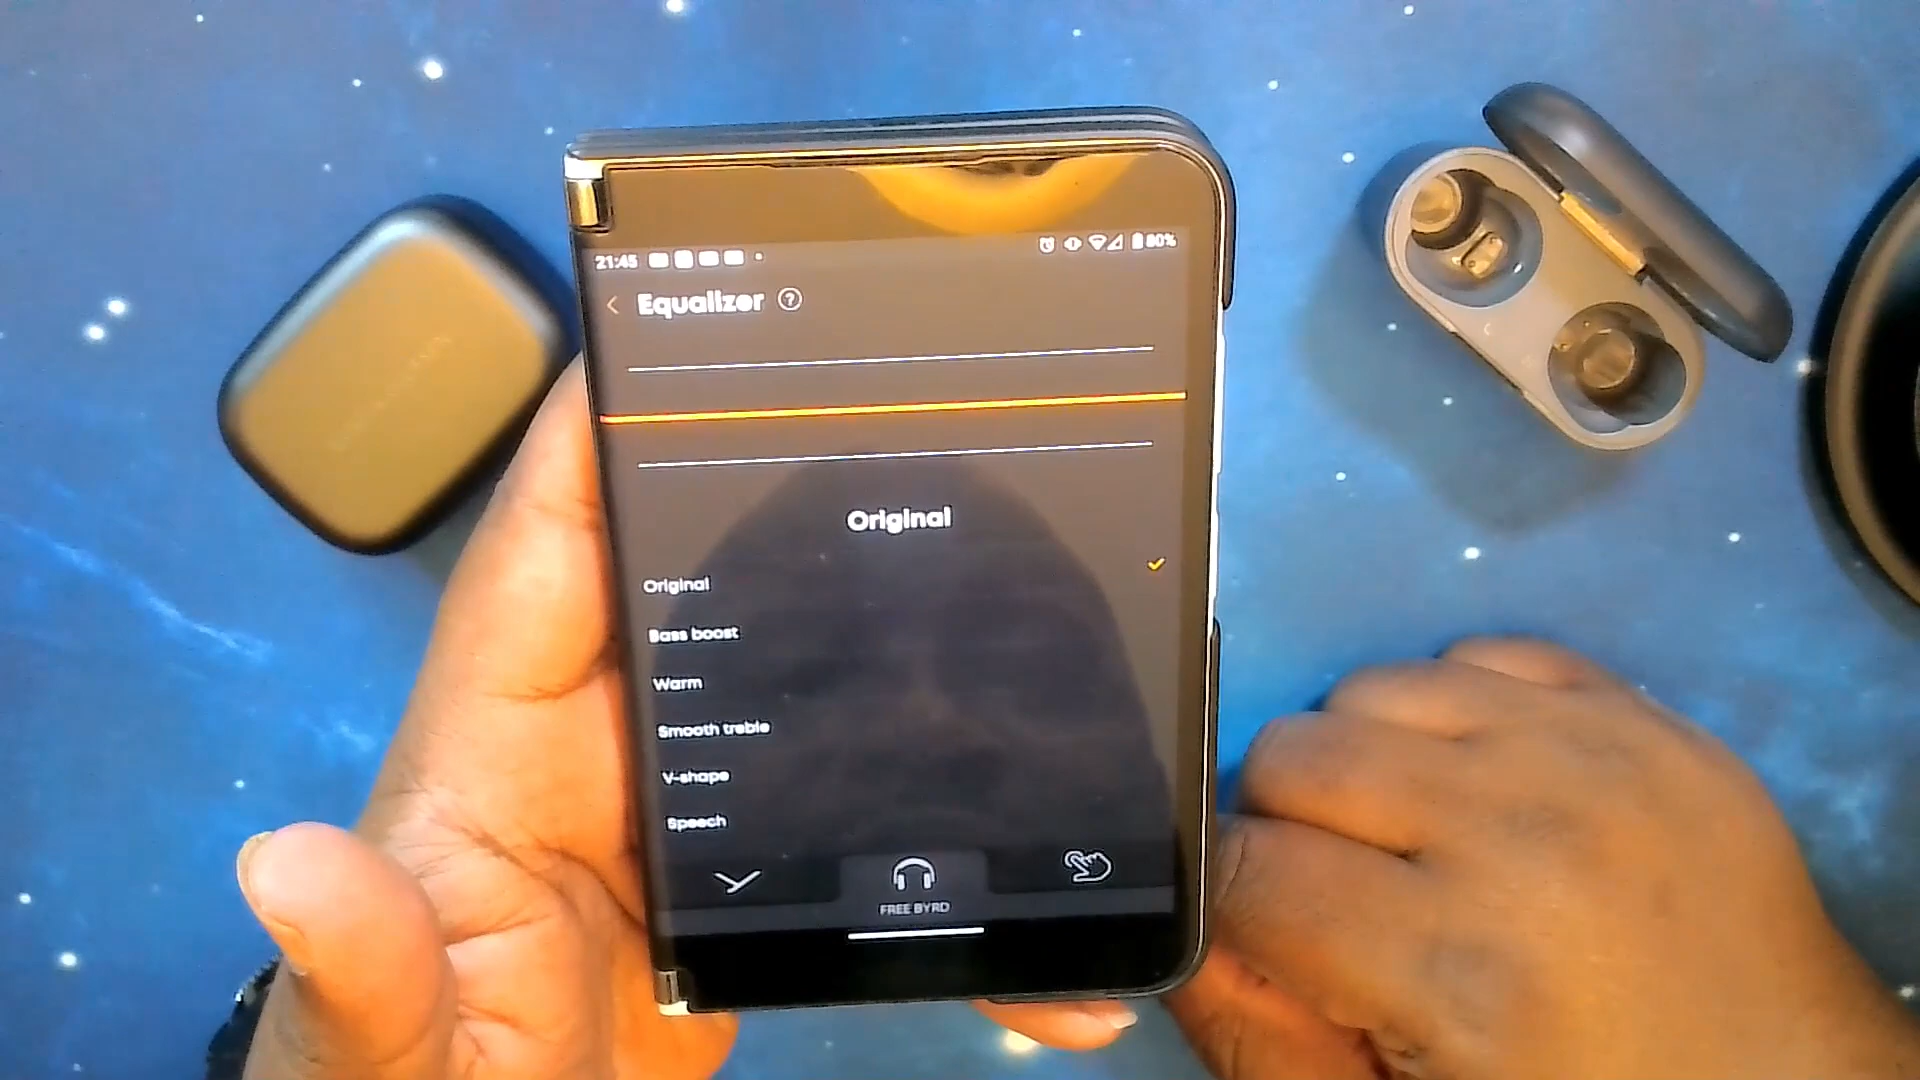 21:45 80%
Equalizer ?
Original
Original
Bass boost
Warm
Smooth treble
V-shape
Speech
FREE BYRD